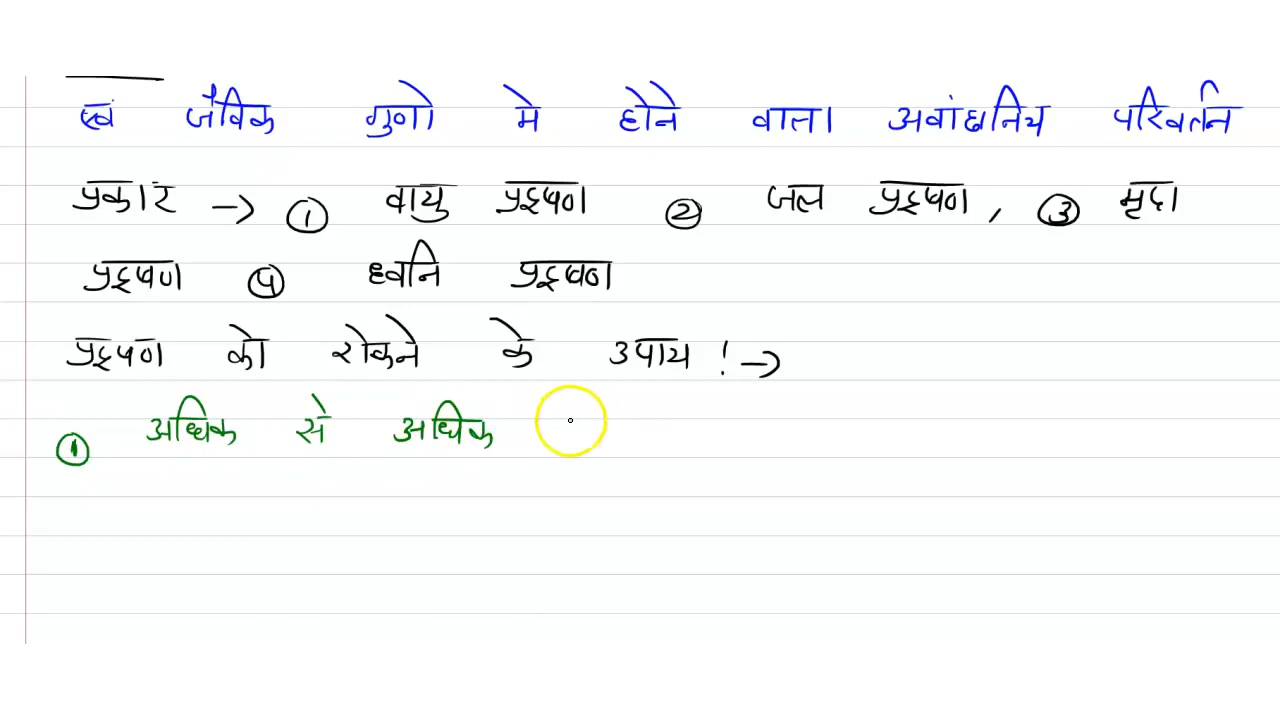 एवं जैविक गुणो मे होने वाला अवांछनिय परिवर्तन
प्रकार → ① वायु प्रदूषण ② जल प्रदूषण, ③ मृदा
प्रदूषण ④ ध्वनि प्रदूषण
प्रदूषण को रोकने के उपाय !→
① अधिक से अधिक